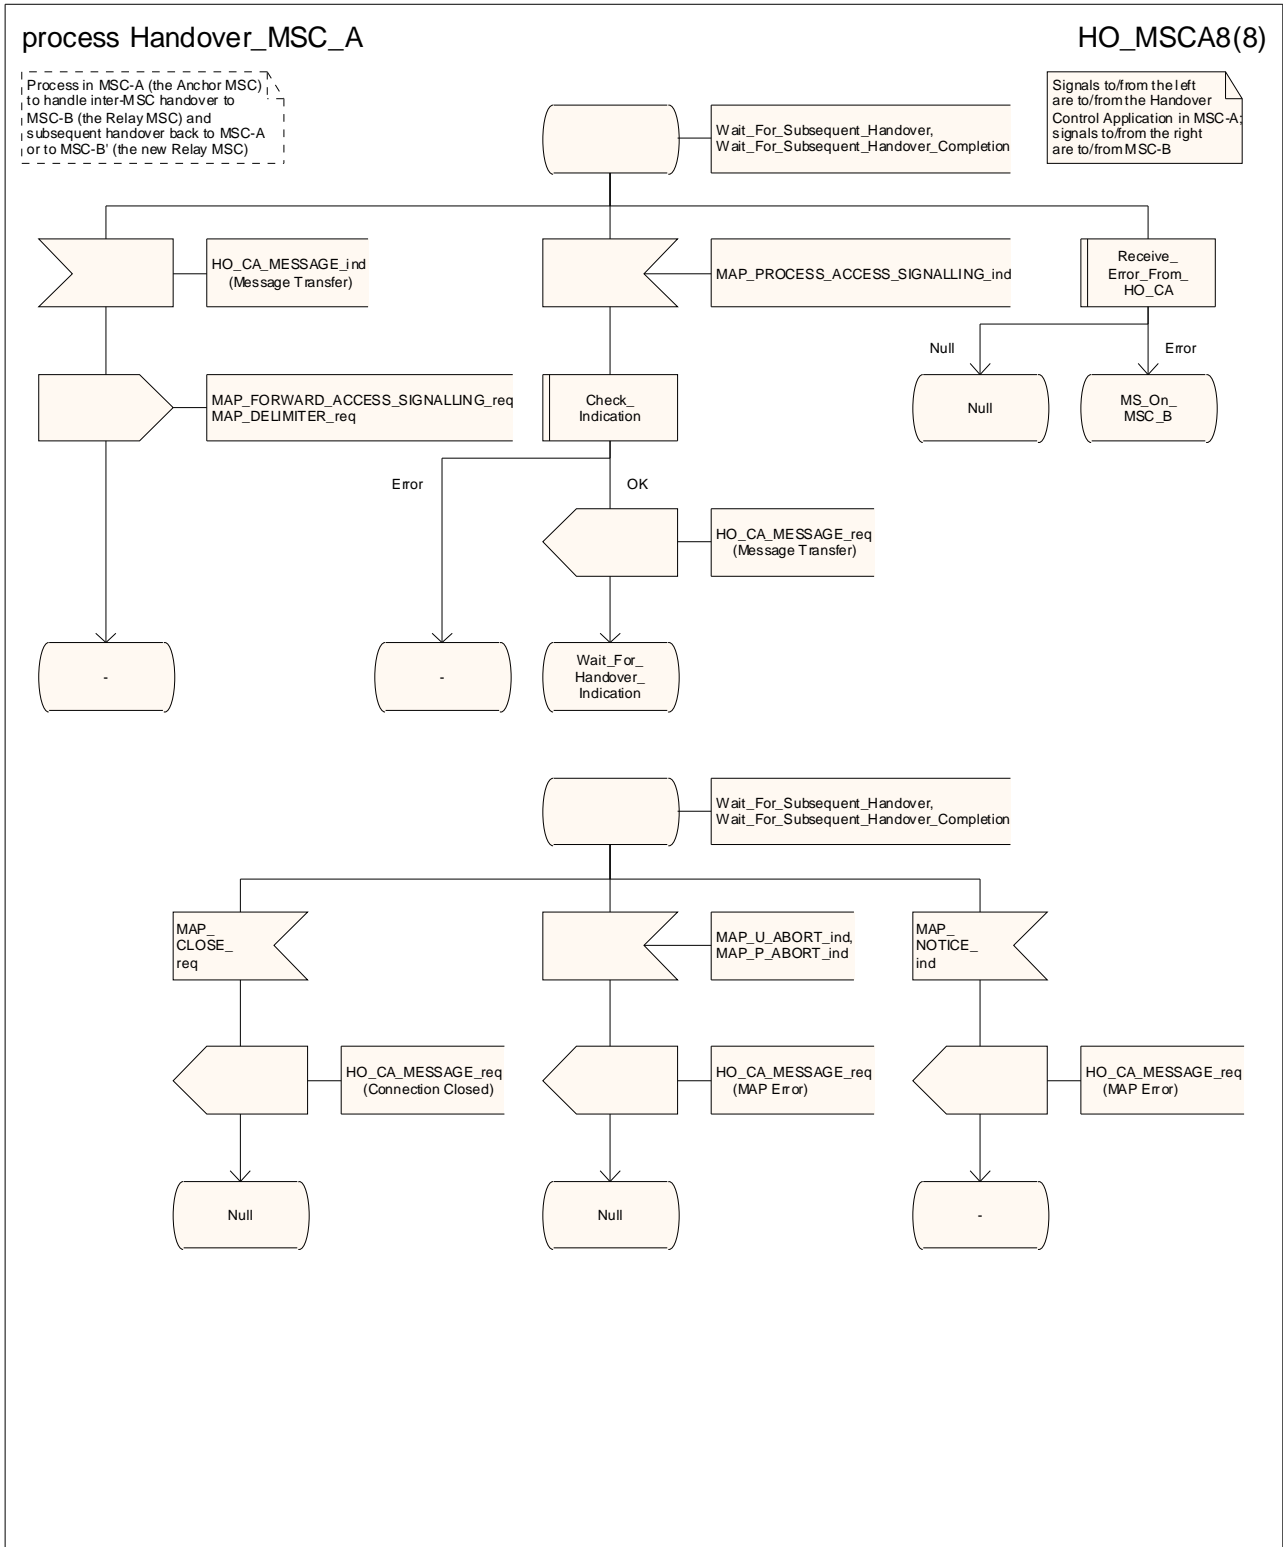 process Handover_MSC_A
HO_MSCA8(8)
Process in MSC-A (the Anchor MSC)
to handle inter-MSC handover to
MSC-B (the Relay MSC) and
subsequent handover back to MSC-A
or to MSC-B' (the new Relay MSC)
Signals to/from the left
are to/from the Handover
Control Application in MSC-A;
signals to/from the right
are to/from MSC-B
Wait_For_Subsequent_Handover,
Wait_For_Subsequent_Handover_Completion
HO_CA_MESSAGE_ind
(Message Transfer)
MAP_PROCESS_ACCESS_SIGNALLING_ind
Receive_
Error_From_
HO_CA
Null
Error
MAP_FORWARD_ACCESS_SIGNALLING_req
MAP_DELIMITER_req
Check_
Indication
Null
MS_On_
MSC_B
Error
OK
HO_CA_MESSAGE_req
(Message Transfer)
-
-
Wait_For_
Handover_
Indication
Wait_For_Subsequent_Handover,
Wait_For_Subsequent_Handover_Completion
MAP_
CLOSE_
req
MAP_U_ABORT_ind,
MAP_P_ABORT_ind
MAP_
NOTICE_
ind
HO_CA_MESSAGE_req
(Connection Closed)
HO_CA_MESSAGE_req
(MAP Error)
HO_CA_MESSAGE_req
(MAP Error)
Null
Null
-